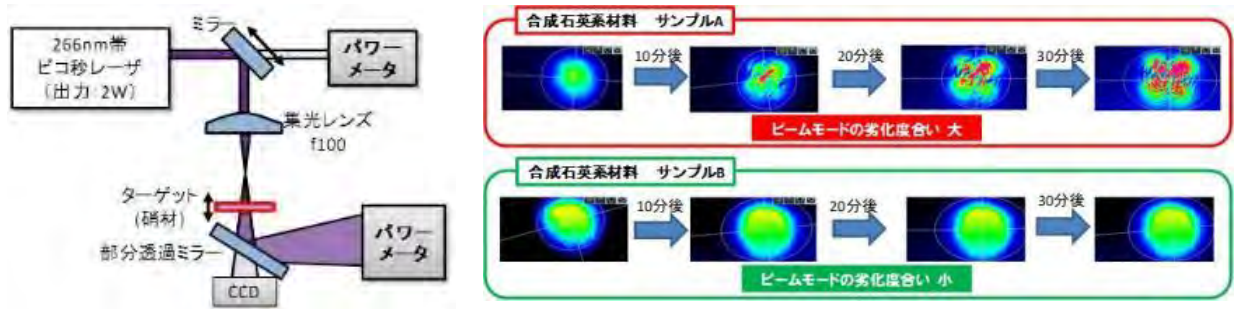 266nm帯
ピコ秒レーザ
(出力:2W)
ミラー
パワー
メータ
集光レンズ
f100
ターゲット
(硝材)
部分透過ミラー
パワー
メータ
CCD
合成石英系材料 サンプルA
10分後
20分後
30分後
ビームモードの劣化度合い 大
合成石英系材料 サンプルB
10分後
20分後
30分後
ビームモードの劣化度合い 小